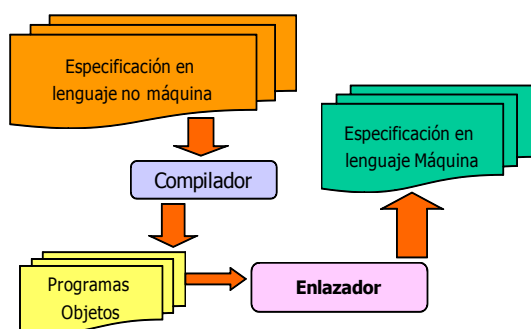 Especificación en
lenguaje no máquina
Compilador
Programas
Objetos
Enlazador
Especificación en
lenguaje Máquina